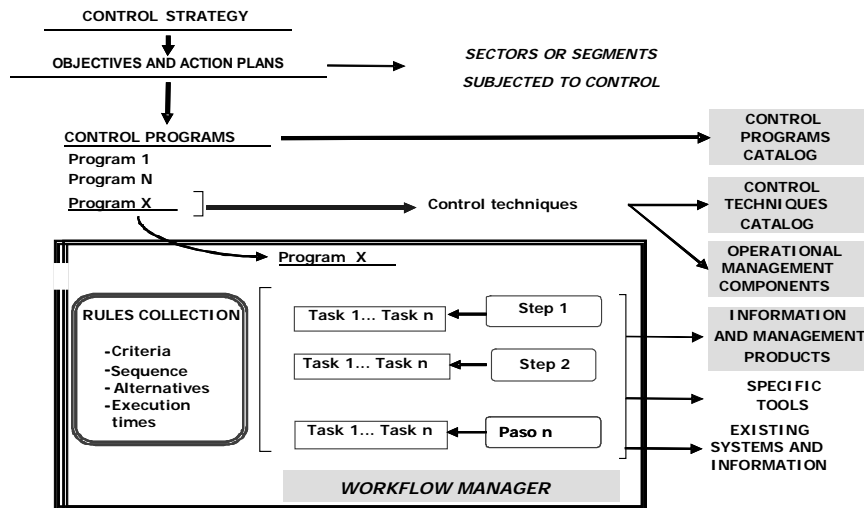 CONTROL STRATEGY
OBJECTIVES AND ACTION PLANS
SECTORS OR SEGMENTS
SUBJECTED TO CONTROL
CONTROL PROGRAMS
Program 1
Program N
Program X
Control techniques
CONTROL
PROGRAMS
CATALOG
CONTROL
TECHNIQUES
CATALOG
OPERATIONAL
MANAGEMENT
COMPONENTS
INFORMATION
AND MANAGEMENT
PRODUCTS
SPECIFIC
TOOLS
EXISTING
SYSTEMS AND
INFORMATION
Program X
RULES COLLECTION
-Criteria
-Sequence
- Alternatives
-Execution
times
Task 1... Task n
Step 1
Task 1... Task n
Step 2
Task 1... Task n
Paso n
WORKFLOW MANAGER